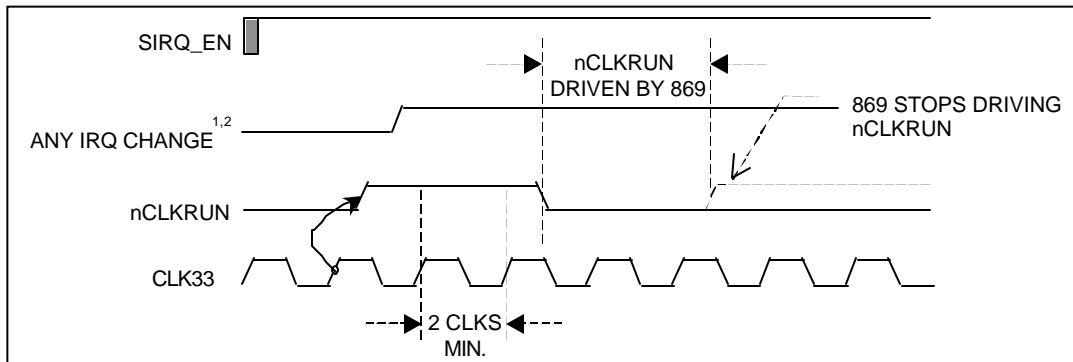 SIRQ_EN
nCLKRUN
DRIVEN BY 869
869 STOPS DRIVING
nCLKRUN
ANY IRQ CHANGE1,2
nCLKRUN
CLK33
2 CLKS
MIN.